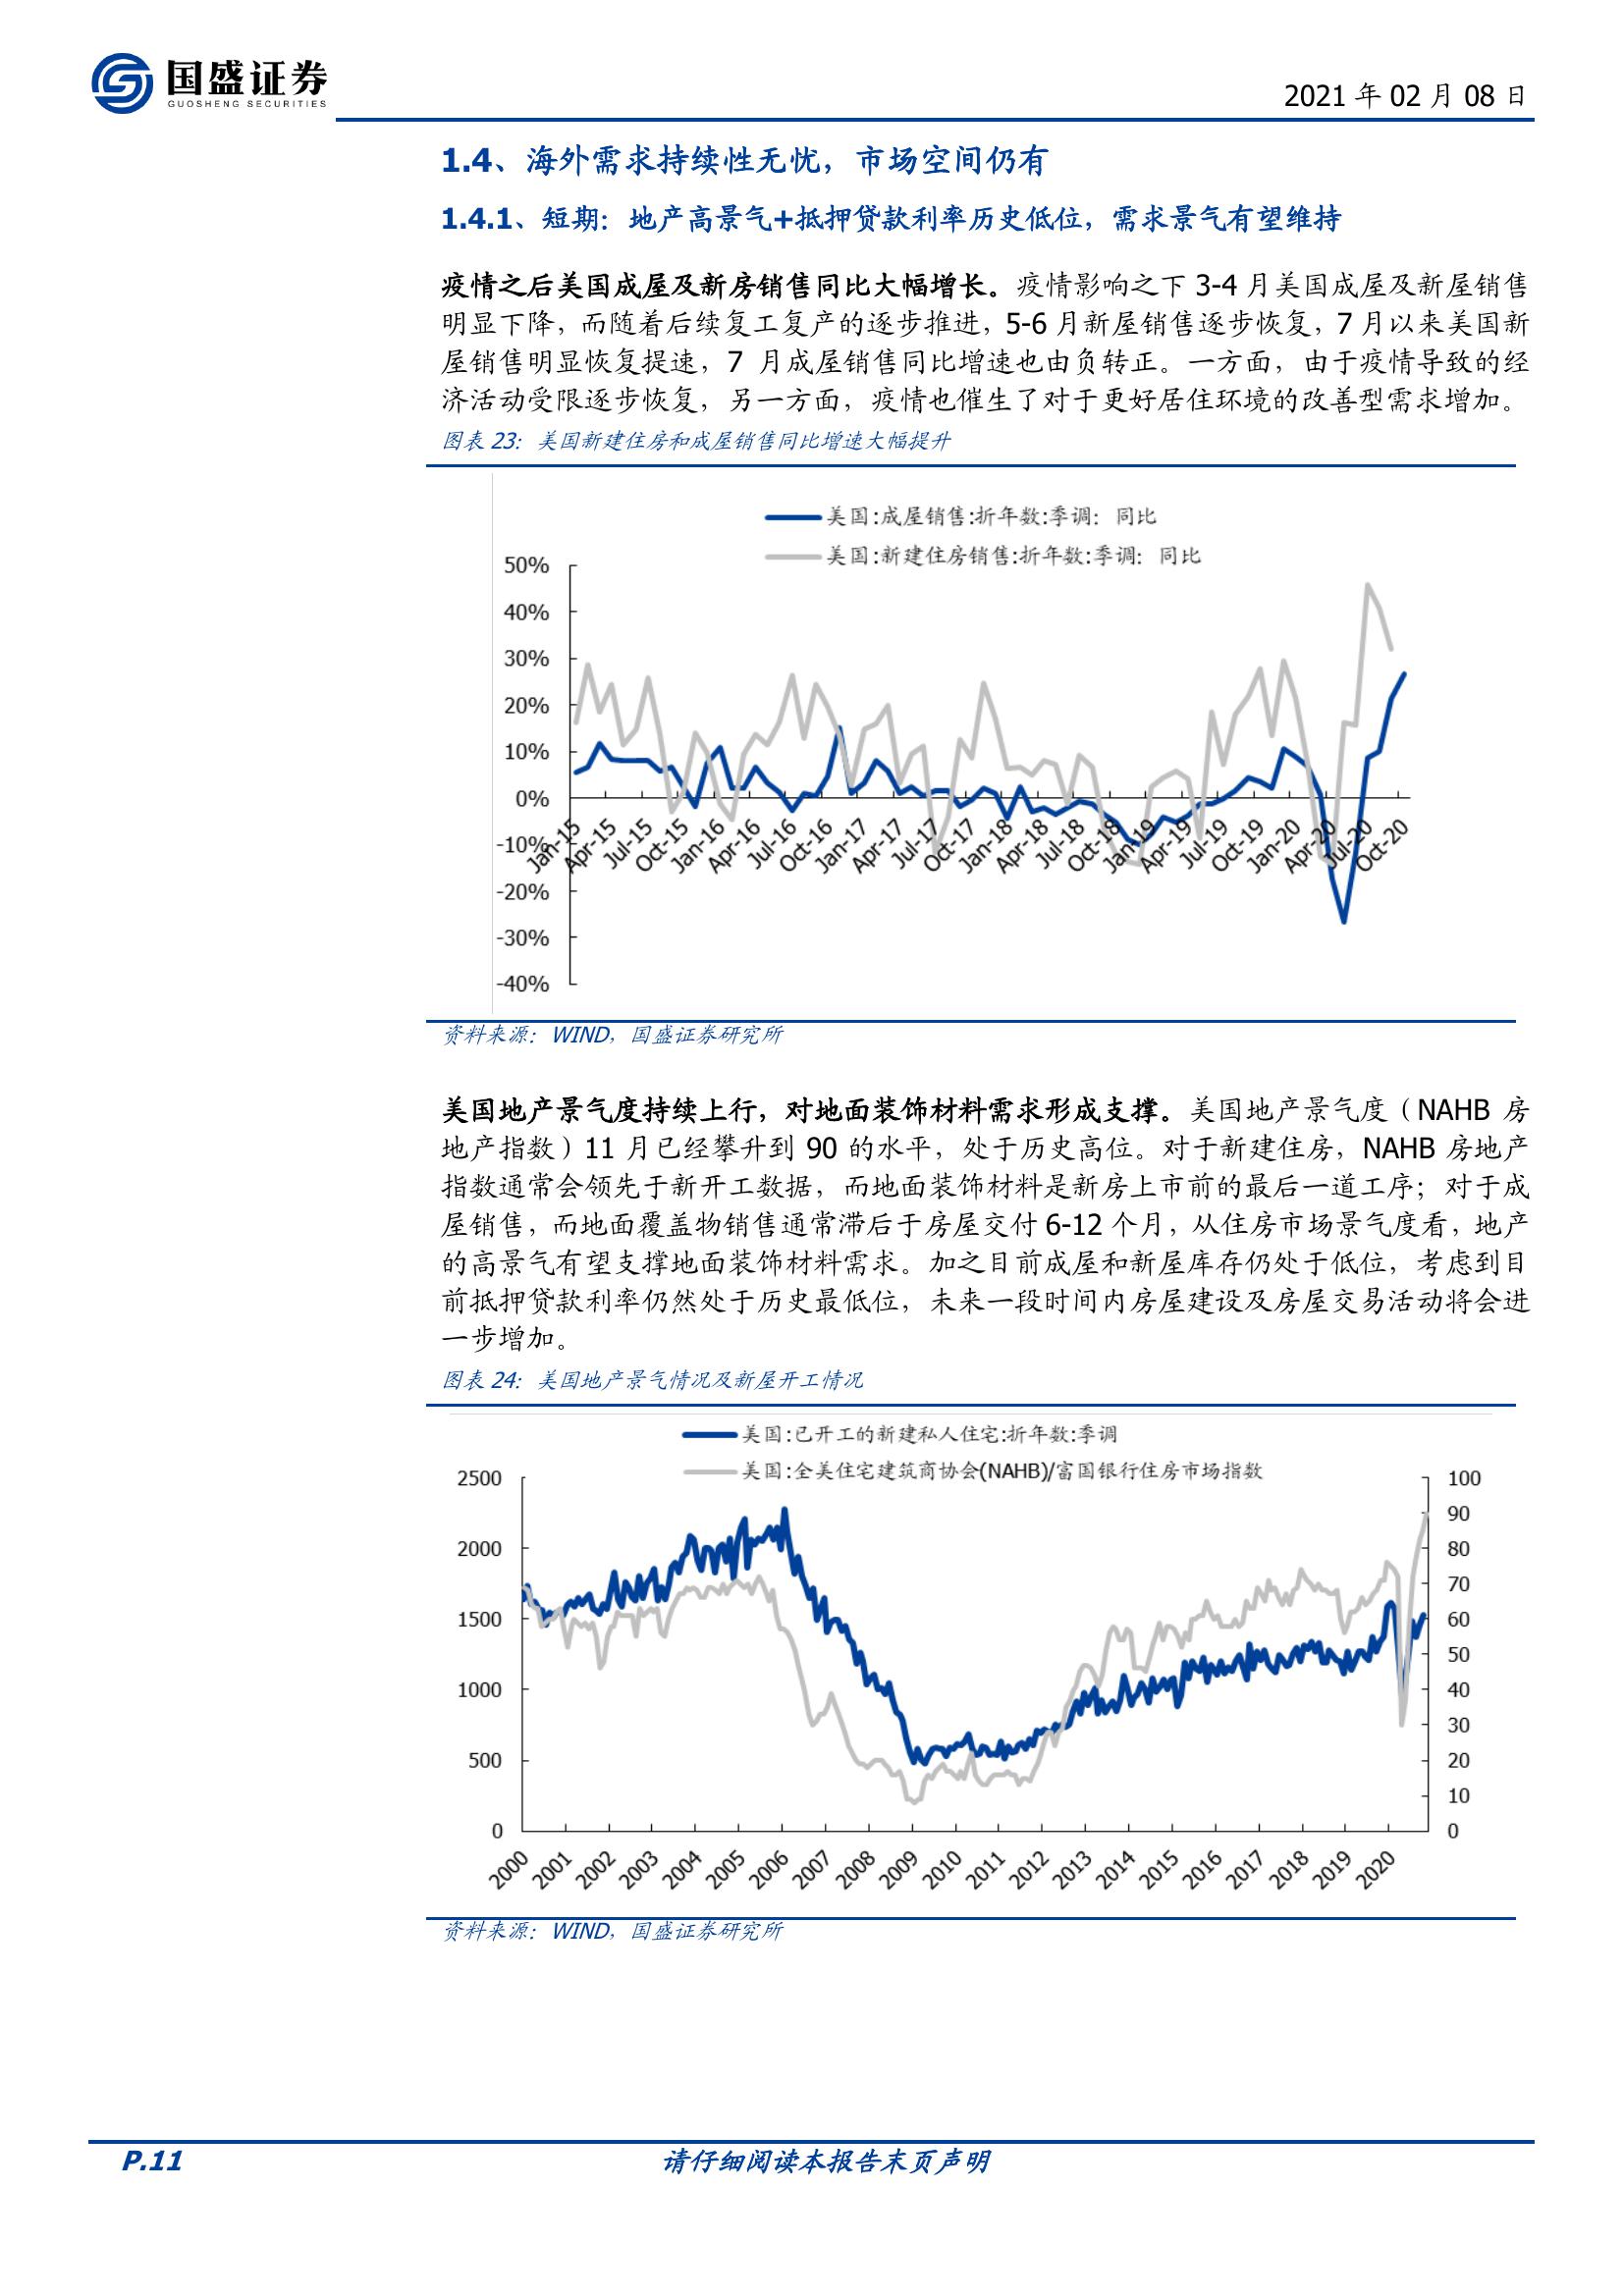 国盛证券
GUOSHENG SECURITIES
2021 年 02 月 08 日
1.4、海外需求持续性无忧，市场空间仍有
1.4.1、短期：地产高景气+抵押贷款利率历史低位，需求景气有望维持
疫情之后美国成屋及新房销售同比大幅增长。疫情影响之下 3-4 月美国成屋及新屋销售
明显下降，而随着后续复工复产的逐步推进，5-6 月新屋销售逐步恢复，7 月以来美国新
屋销售明显恢复提速，7 月成屋销售同比增速也由负转正。一方面，由于疫情导致的经
济活动受限逐步恢复，另一方面，疫情也催生了对于更好居住环境的改善型需求增加。
图表 23：美国新建住房和成屋销售同比增速大幅提升
美国:成屋销售:折年数:季调：同比
美国:新建住房销售:折年数:季调：同比
50%
40%
30%
20%
10%
0%
-10%
-20%
-30%
-40%
Jan-15 Apr-15 Jul-15 Oct-15 Jan-16 Apr-16 Jul-16 Oct-16 Jan-17 Apr-17 Jul-17 Oct-17 Jan-18 Apr-18 Jul-18 Oct-18 Jan-19 Apr-19 Jul-19 Oct-19 Jan-20 Apr-20 Jul-20 Oct-20
资料来源：WIND，国盛证券研究所
美国地产景气度持续上行，对地面装饰材料需求形成支撑。美国地产景气度（NAHB 房
地产指数）11 月已经攀升到 90 的水平，处于历史高位。对于新建住房，NAHB 房地产
指数通常会领先于新开工数据，而地面装饰材料是新房上市前的最后一道工序；对于成
屋销售，而地面覆盖物销售通常滞后于房屋交付 6-12 个月，从住房市场景气度看，地产
的高景气有望支撑地面装饰材料需求。加之目前成屋和新屋库存仍处于低位，考虑到目
前抵押贷款利率仍然处于历史最低位，未来一段时间内房屋建设及房屋交易活动将会进
一步增加。
图表 24：美国地产景气情况及新屋开工情况
美国:已开工的新建私人住宅:折年数:季调
美国:全美住宅建筑商协会(NAHB)/富国银行住房市场指数
2500
2000
1500
1000
500
0
100
90
80
70
60
50
40
30
20
10
0
2000 2001 2002 2003 2004 2005 2006 2007 2008 2009 2010 2011 2012 2013 2014 2015 2016 2017 2018 2019 2020
资料来源：WIND，国盛证券研究所
P.11
请仔细阅读本报告末页声明